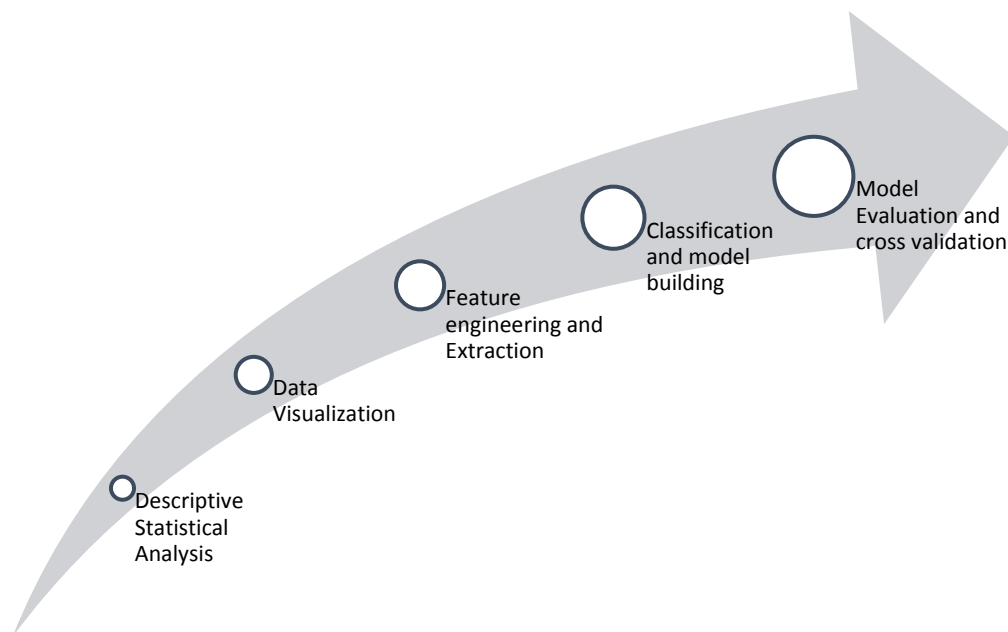 Descriptive
Statistical
Analysis
Data
Visualization
Feature
engineering and
Extraction
Classification
and model
building
Model
Evaluation and
cross validation